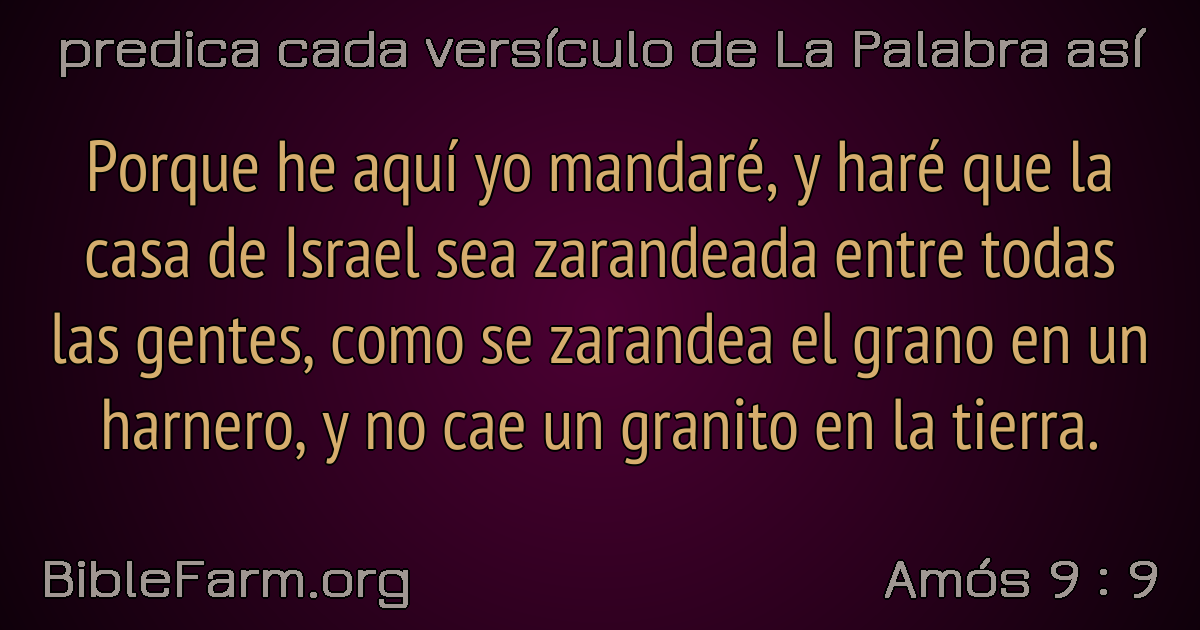 predica cada versículo de La Palabra así
Porque he aquí yo mandaré, y haré que la
casa de Israel sea zarandeada entre todas
las gentes, como se zarandea el grano en un
harnero, y no cae un granito en la tierra.
BibleFarm.org
Amós 9 : 9